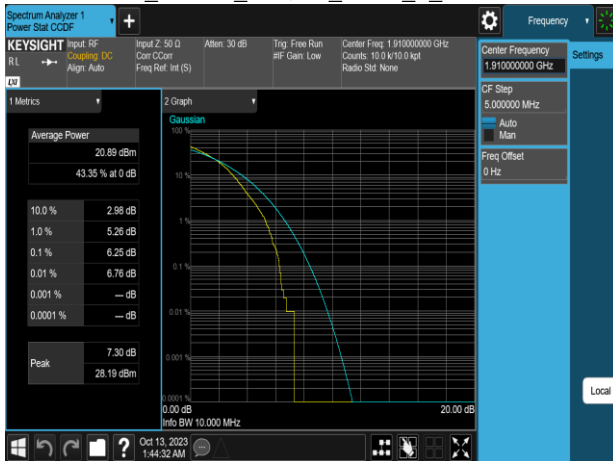 Spectrum Analyzer 1
Power Stat CCDF
+
Frequency
KEYSIGHT
RL
LXI
Input: RF
Coupling: DC
Align: Auto
Input Z: 50 Ω
Corr CCorr
Freq Ref: Int (S)
Atten: 30 dB
Trig: Free Run
#IF Gain: Low
Center Freq: 1.910000000 GHz
Counts: 10.0 k/10.0 kpt
Radio Std: None
Center Frequency
1.910000000 GHz
Settings
CF Step
5.000000 MHz
Auto
Man
Freq Offset
0 Hz
Local
1 Metrics
Average Power
20.89 dBm
43.35 % at 0 dB
10.0 % 2.98 dB
1.0 % 5.26 dB
0.1 % 6.25 dB
0.01 % 6.76 dB
0.001 % --- dB
0.0001 % --- dB
Peak 7.30 dB
28.19 dBm
2 Graph
Gaussian
100 %
10 %
1 %
0.1 %
0.01 %
0.001 %
0.0001 %
0.00 dB 20.00 dB
Info BW 10.000 MHz
? Oct 13, 2023
1:44:32 AM